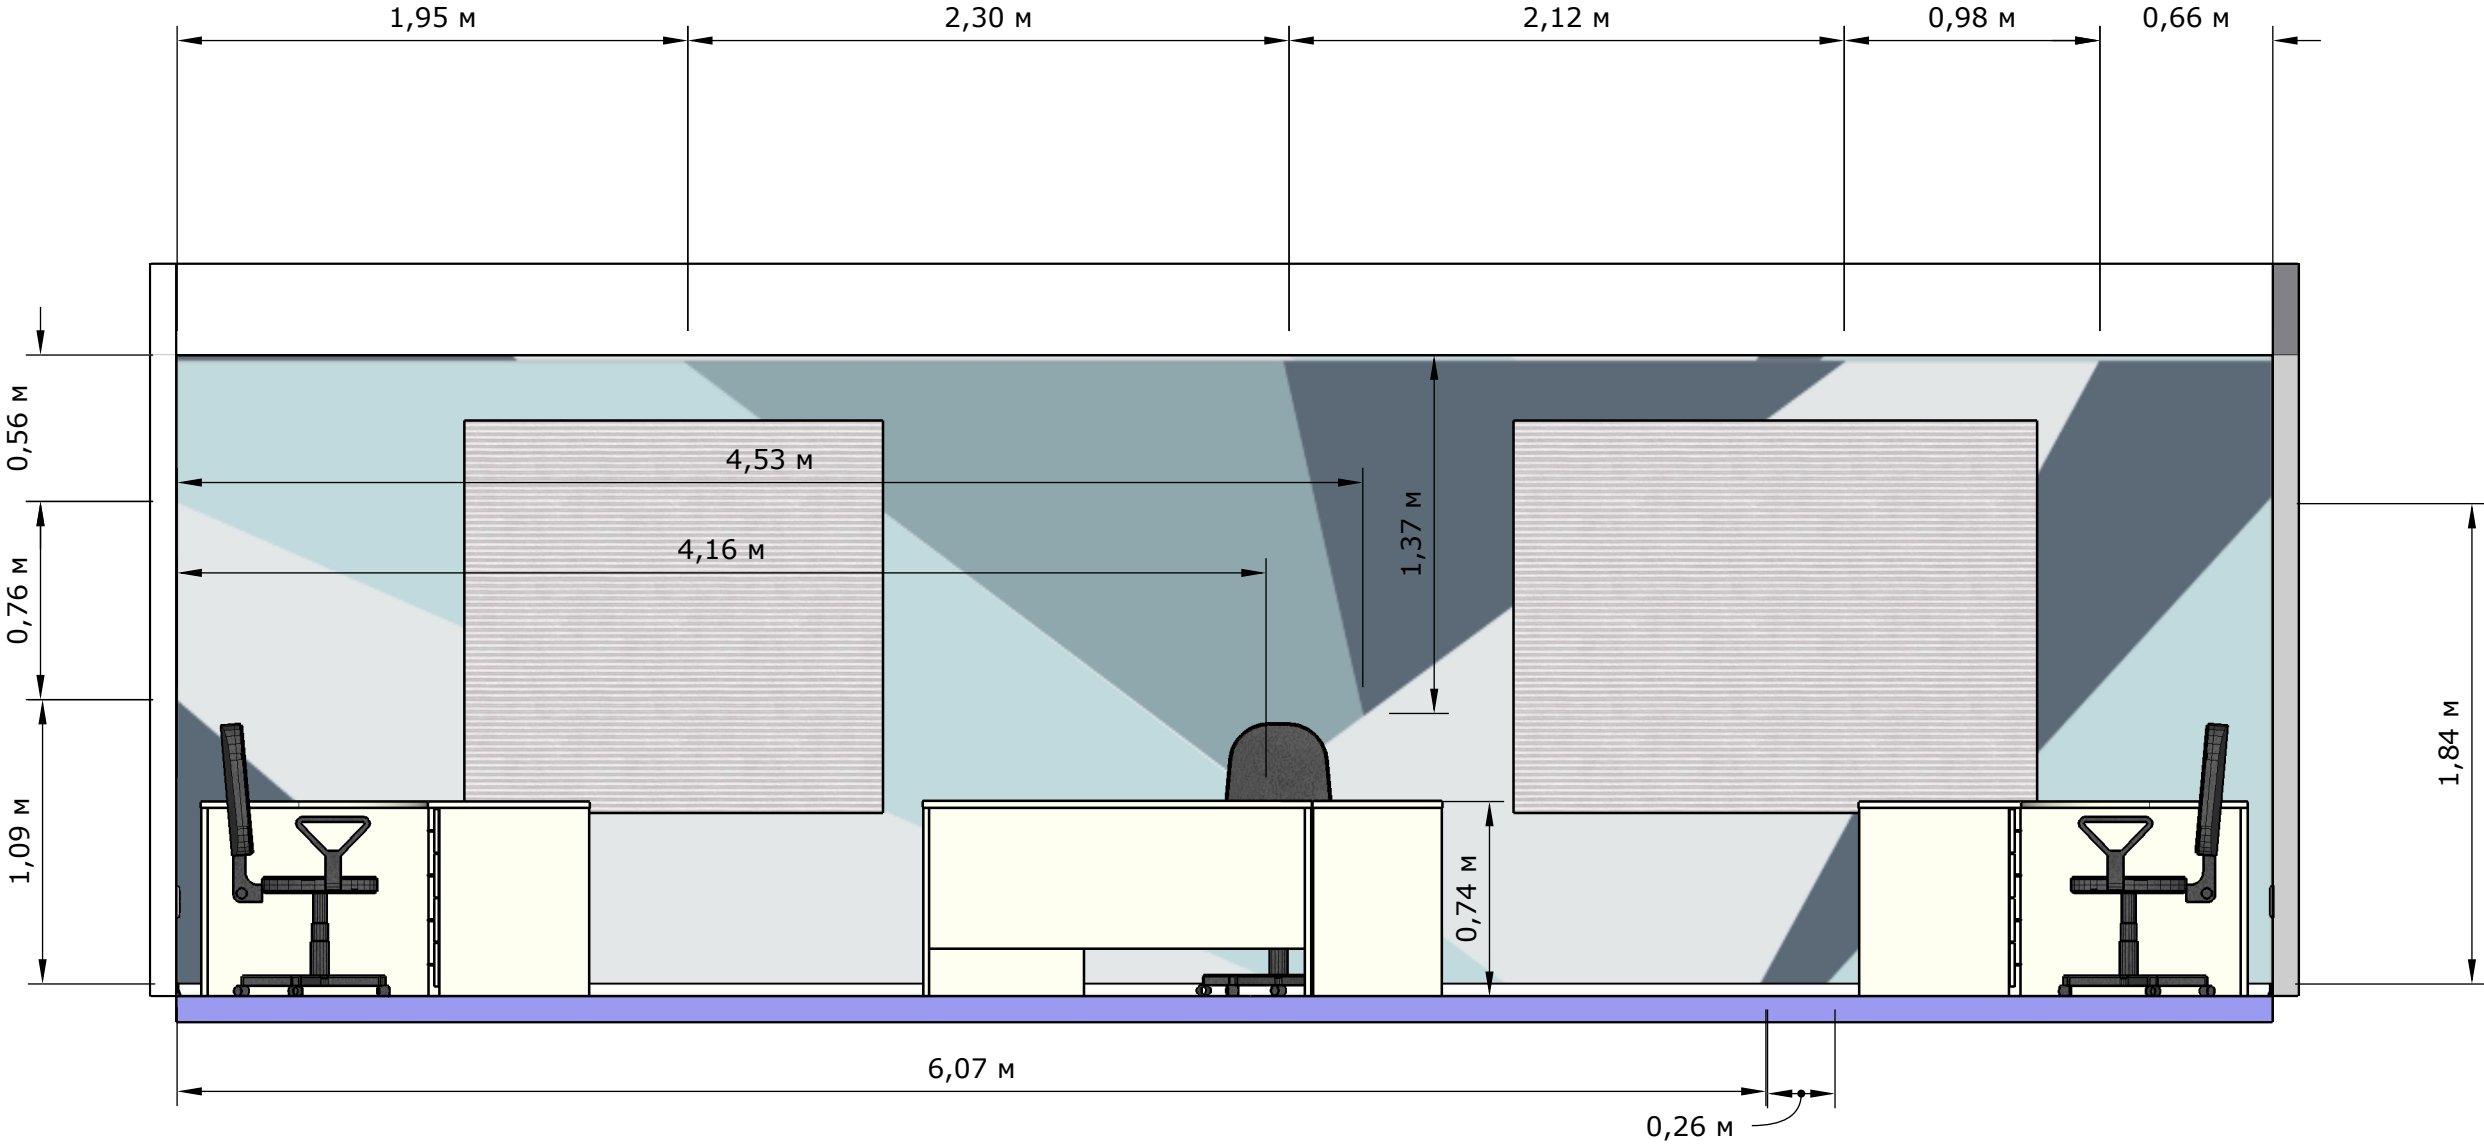 1,95 м
2,30 м
2,12 м
0,98 м
0,66 м
0,56 м
4,53 м
1,37 м
4,16 м
0,76 м
1,84 м
1,09 м
0,74 м
6,07 м
0,26 м